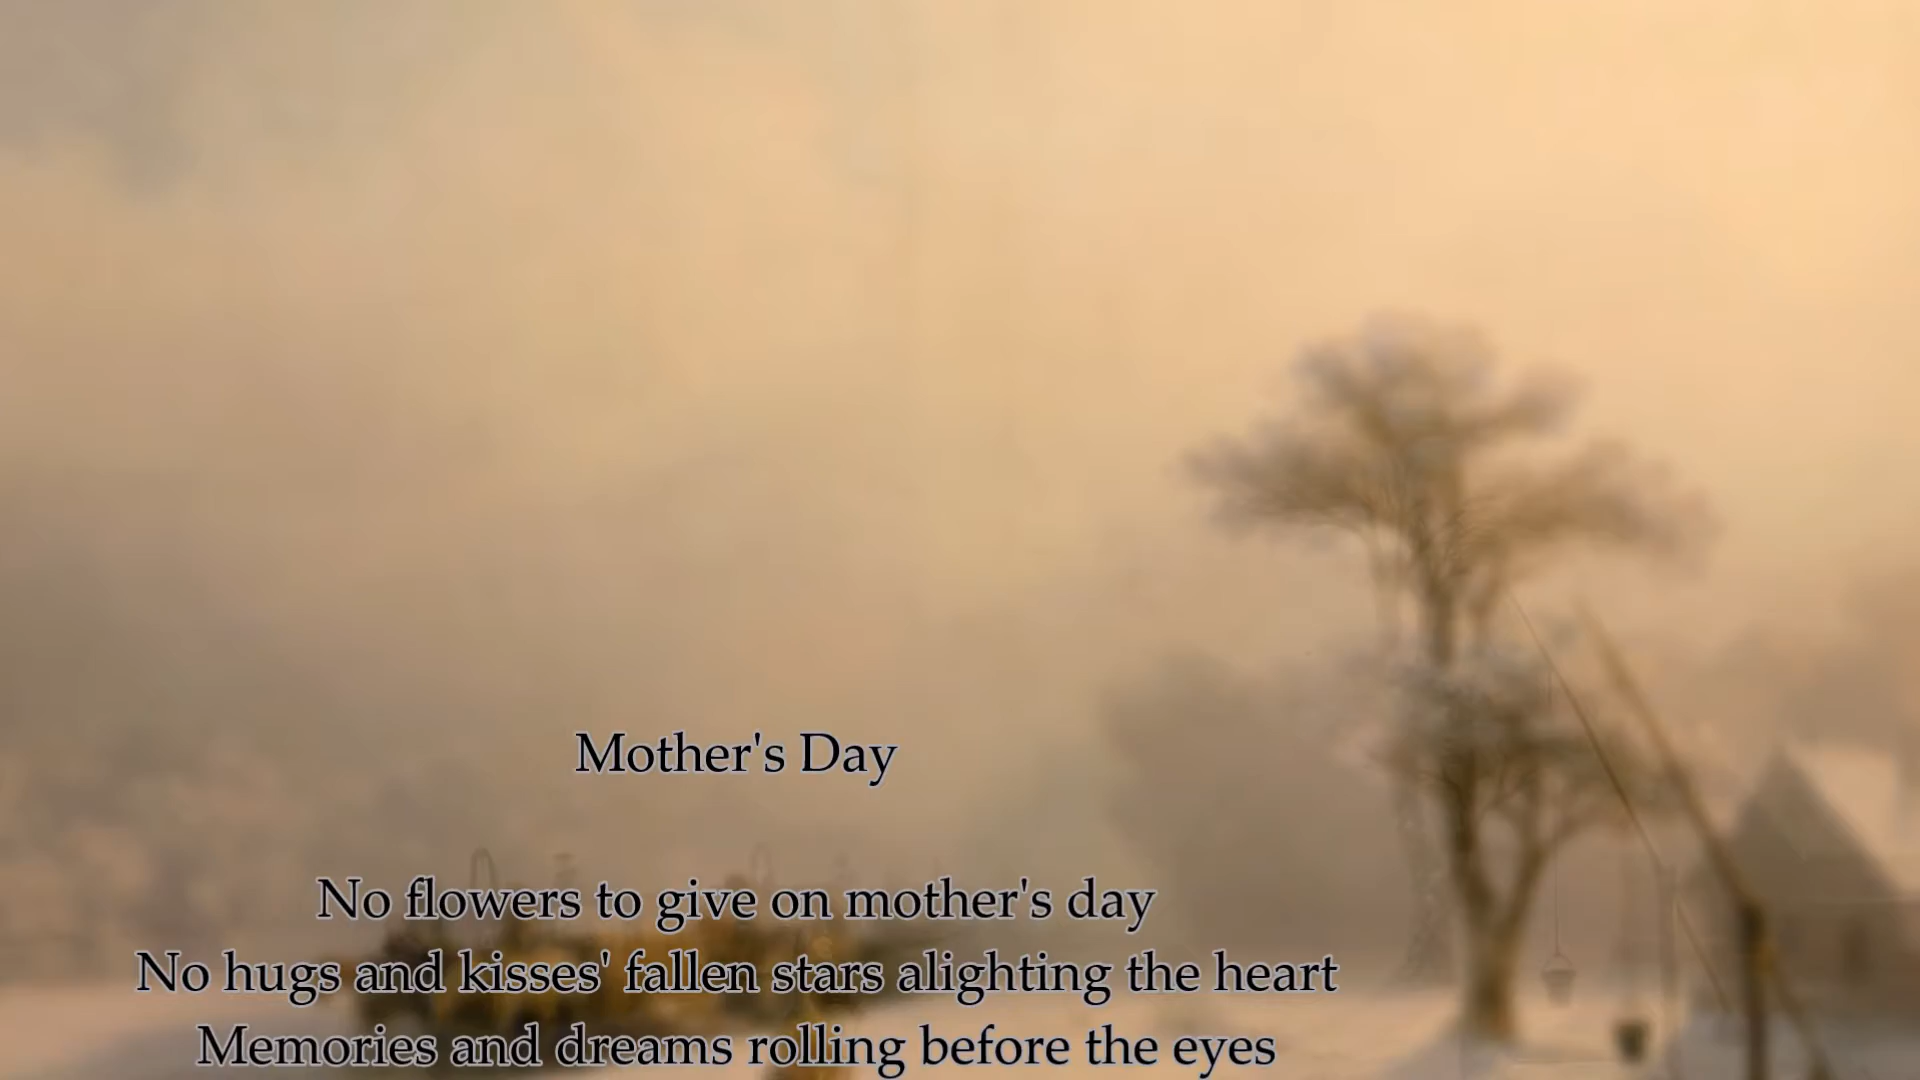 Mother's Day
No flowers to give on mother's day
No hugs and kisses' fallen stars alighting the heart
Memories and dreams rolling before the eyes